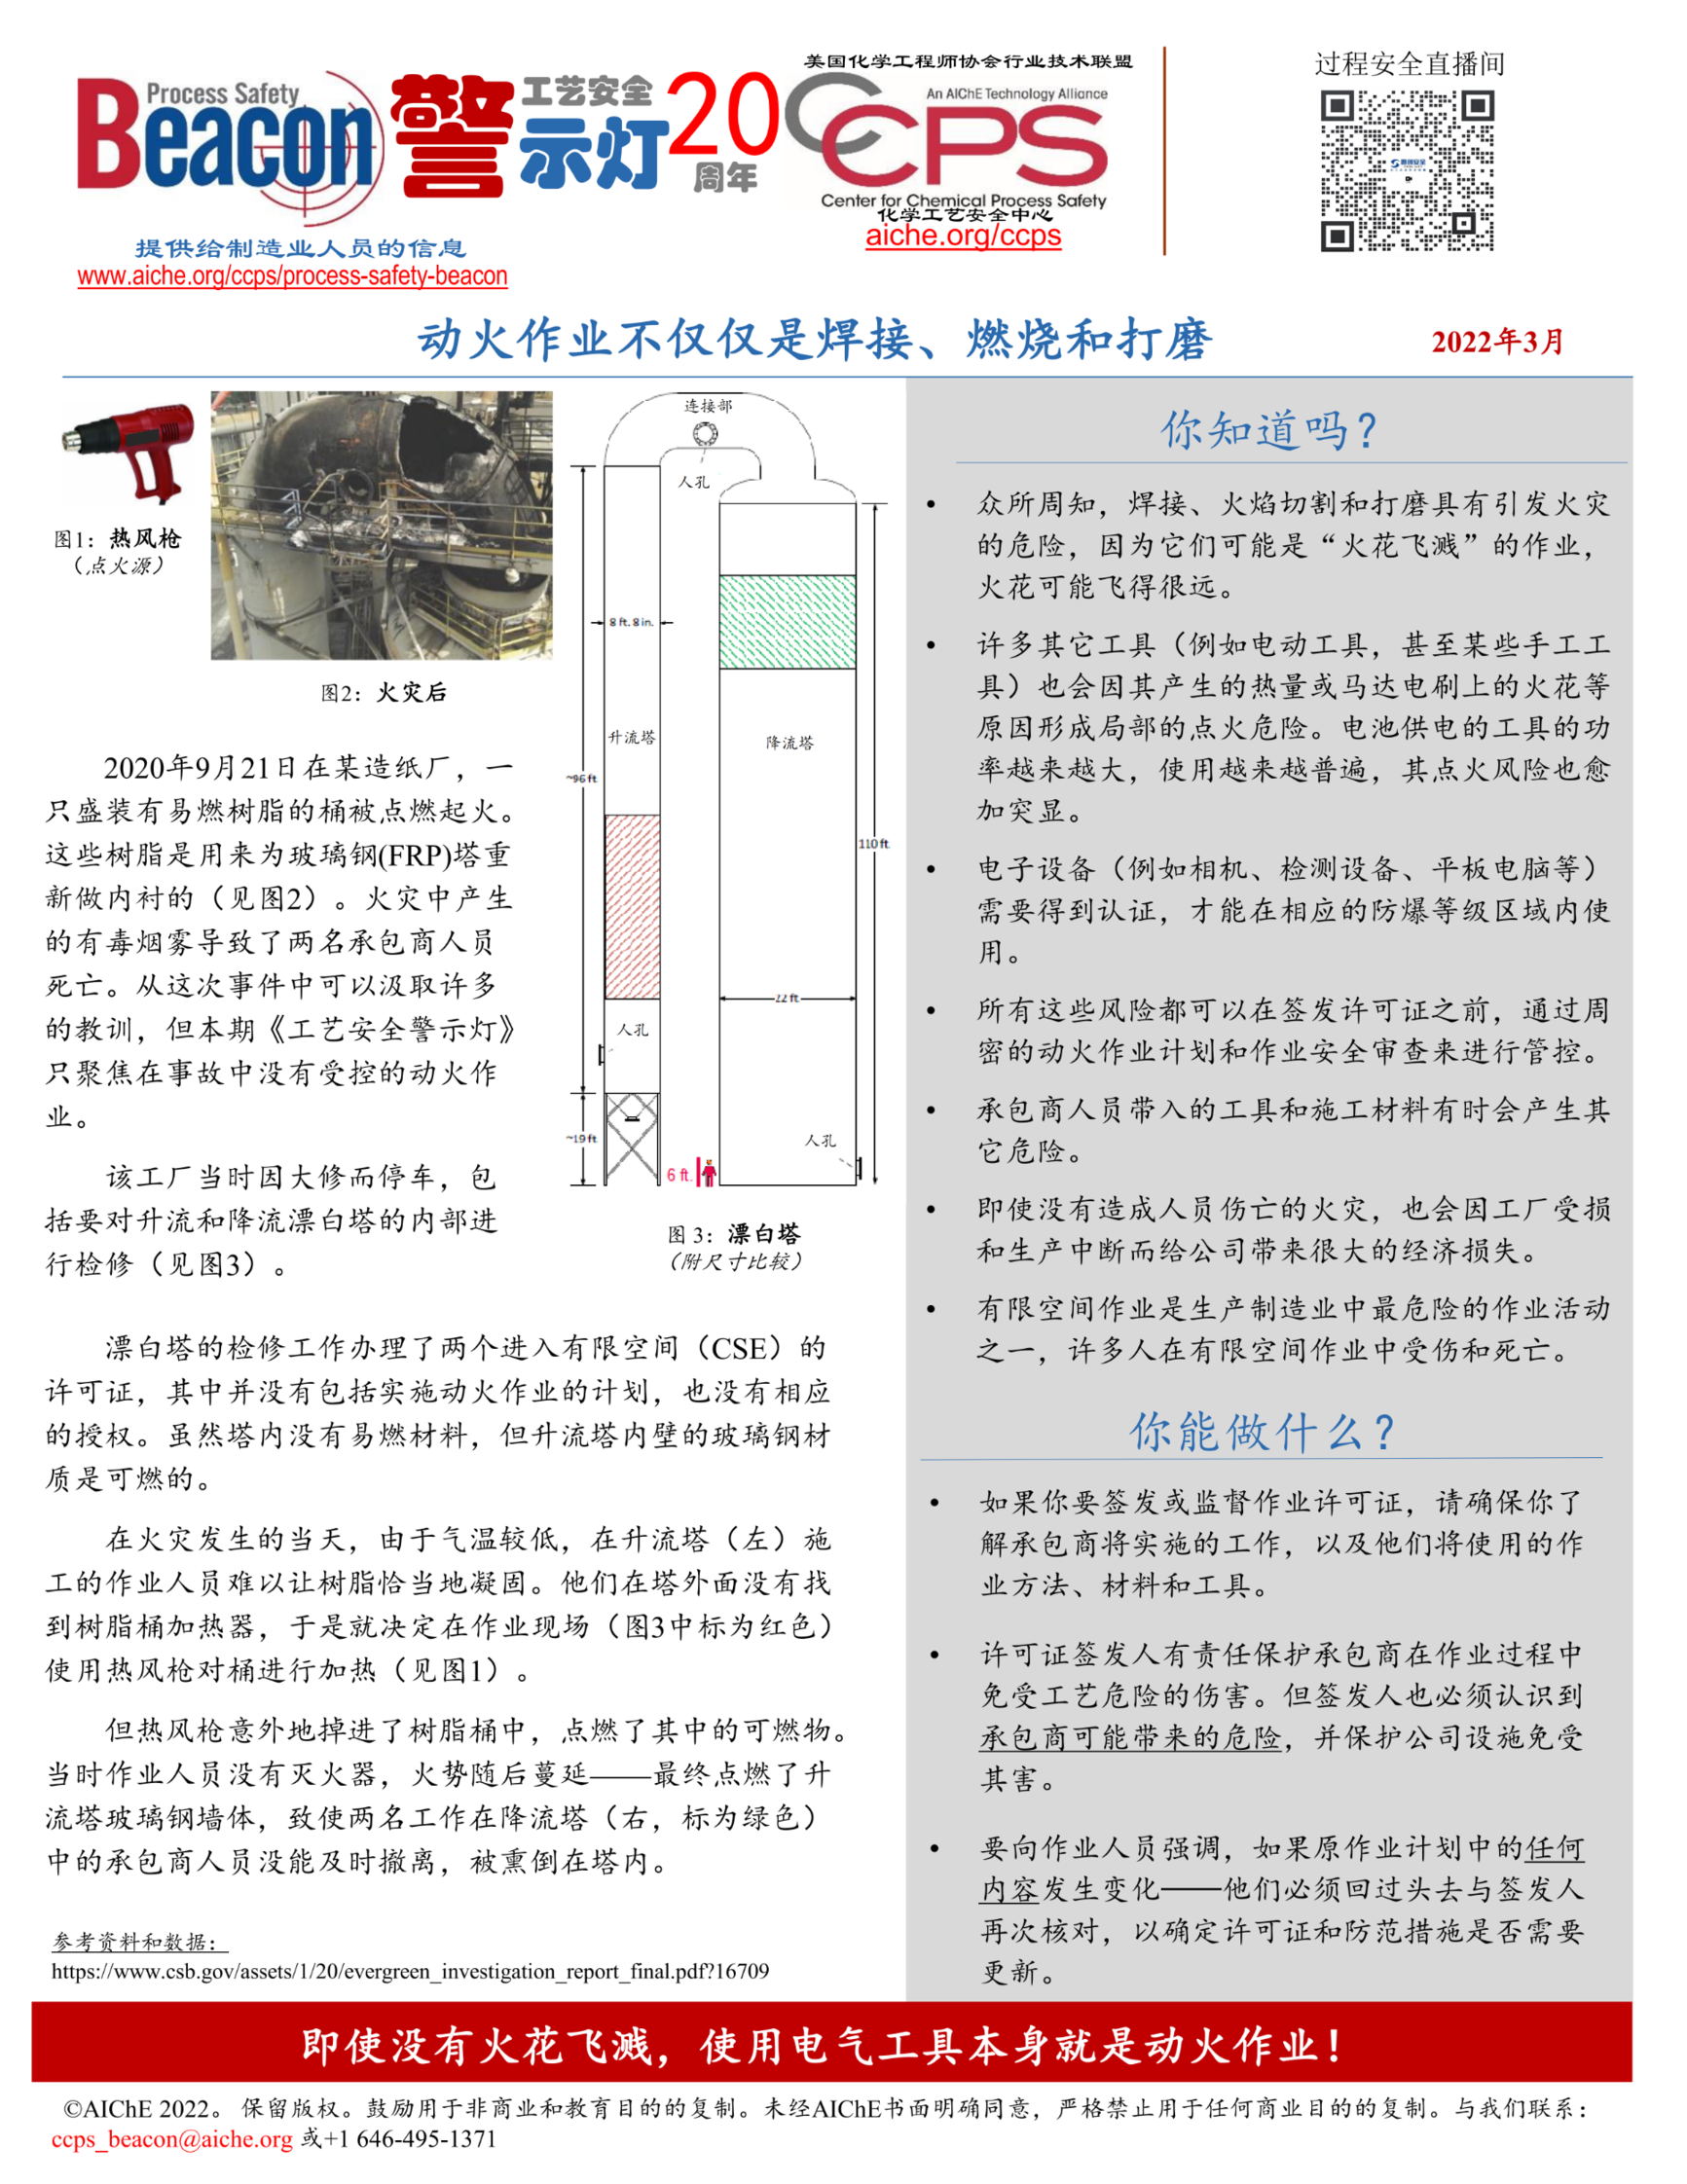 Process Safety
Beacon
警
工艺安全
示灯
20
周年
提供给制造业人员的信息
www.aiche.org/ccps/process-safety-beacon
美国化学工程师协会行业技术联盟
An AIChE Technology Alliance
CCPS
Center for Chemical Process Safety
化学工艺安全中心
aiche.org/ccps
过程安全直播间
动火作业不仅仅是焊接、燃烧和打磨
2022年3月
图1：热风枪
（点火源）
图2：火灾后
连接部
人孔
8 ft. 8 in.
升流塔
降流塔
~96 ft
110 ft
22 ft
人孔
~19 ft
人孔
6 ft.
图 3：漂白塔
（附尺寸比较）
2020年9月21日在某造纸厂，一
只盛装有易燃树脂的桶被点燃起火。
这些树脂是用来为玻璃钢(FRP)塔重
新做内衬的（见图2）。火灾中产生
的有毒烟雾导致了两名承包商人员
死亡。从这次事件中可以汲取许多
的教训，但本期《工艺安全警示灯》
只聚焦在事故中没有受控的动火作
业。
该工厂当时因大修而停车，包
括要对升流和降流漂白塔的内部进
行检修（见图3）。
漂白塔的检修工作办理了两个进入有限空间（CSE）的
许可证，其中并没有包括实施动火作业的计划，也没有相应
的授权。虽然塔内没有易燃材料，但升流塔内壁的玻璃钢材
质是可燃的。
在火灾发生的当天，由于气温较低，在升流塔（左）施
工的作业人员难以让树脂恰当地凝固。他们在塔外面没有找
到树脂桶加热器，于是就决定在作业现场（图3中标为红色）
使用热风枪对桶进行加热（见图1）。
但热风枪意外地掉进了树脂桶中，点燃了其中的可燃物。
当时作业人员没有灭火器，火势随后蔓延——最终点燃了升
流塔玻璃钢墙体，致使两名工作在降流塔（右，标为绿色）
中的承包商人员没能及时撤离，被熏倒在塔内。
参考资料和数据：
https://www.csb.gov/assets/1/20/evergreen_investigation_report_final.pdf?16709
你知道吗？
• 众所周知，焊接、火焰切割和打磨具有引发火灾
的危险，因为它们可能是“火花飞溅”的作业，
火花可能飞得很远。
• 许多其它工具（例如电动工具，甚至某些手工工
具）也会因其产生的热量或马达电刷上的火花等
原因形成局部的点火危险。电池供电的工具的功
率越来越大，使用越来越普遍，其点火风险也愈
加突显。
• 电子设备（例如相机、检测设备、平板电脑等）
需要得到认证，才能在相应的防爆等级区域内使
用。
• 所有这些风险都可以在签发许可证之前，通过周
密的动火作业计划和作业安全审查来进行管控。
• 承包商人员带入的工具和施工材料有时会产生其
它危险。
• 即使没有造成人员伤亡的火灾，也会因工厂受损
和生产中断而给公司带来很大的经济损失。
• 有限空间作业是生产制造业中最危险的作业活动
之一，许多人在有限空间作业中受伤和死亡。
你能做什么？
• 如果你要签发或监督作业许可证，请确保你了
解承包商将实施的工作，以及他们将使用的作
业方法、材料和工具。
• 许可证签发人有责任保护承包商在作业过程中
免受工艺危险的伤害。但签发人也必须认识到
承包商可能带来的危险，并保护公司设施免受
其害。
• 要向作业人员强调，如果原作业计划中的任何
内容发生变化——他们必须回过头去与签发人
再次核对，以确定许可证和防范措施是否需要
更新。
即使没有火花飞溅，使用电气工具本身就是动火作业！
©AIChE 2022。 保留版权。鼓励用于非商业和教育目的的复制。未经AIChE书面明确同意，严格禁止用于任何商业目的的复制。与我们联系：
ccps_beacon@aiche.org 或+1 646-495-1371